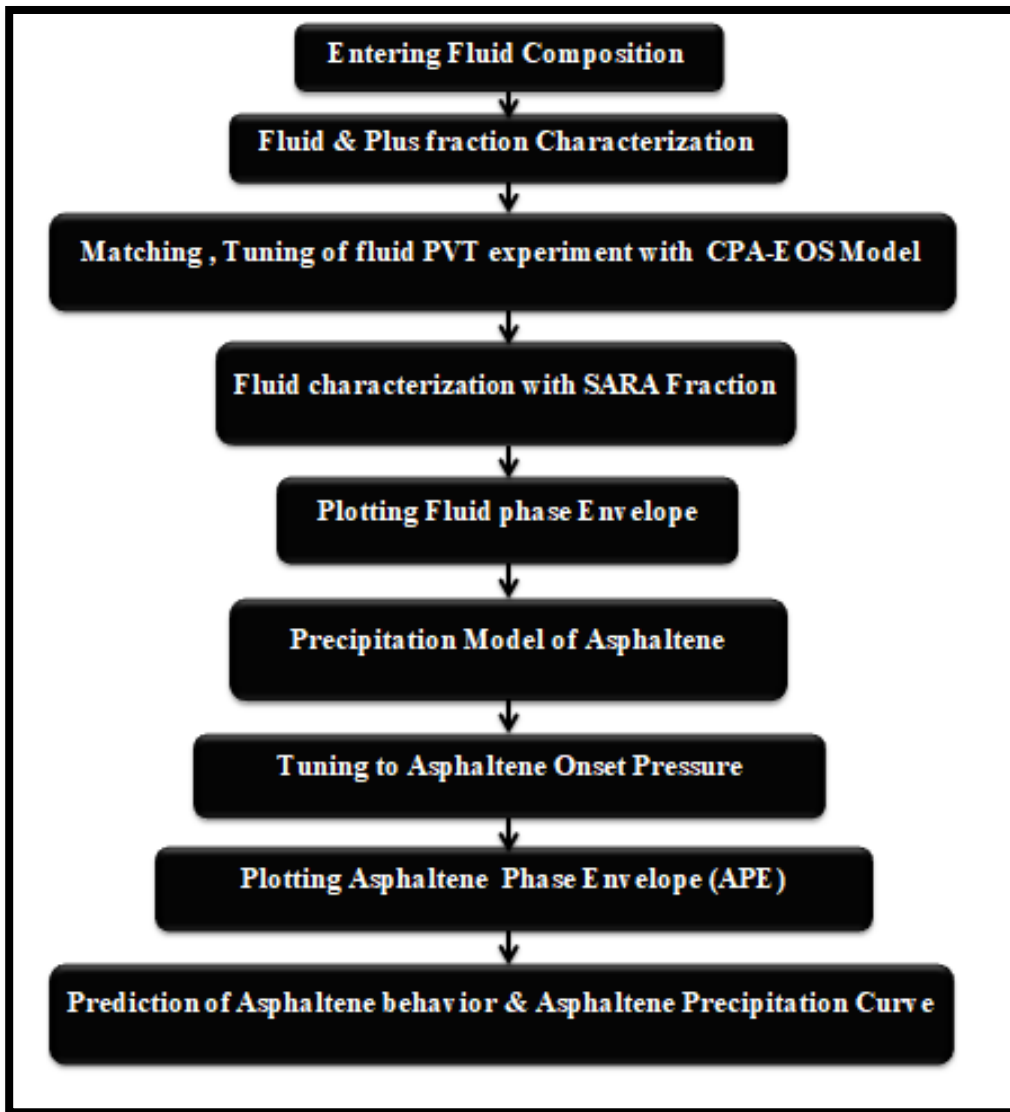 Entering Fluid Composition
Fluid & Plus fraction Characterization
Matching , Tuning of fluid PVT experiment with CPA-EOS Model
Fluid characterization with SARA Fraction
Plotting Fluid phase Envelope
Precipitation Model of Asphaltene
Tuning to Asphaltene Onset Pressure
Plotting Asphaltene Phase Envelope (APE)
Prediction of Asphaltene behavior & Asphaltene Precipitation Curve